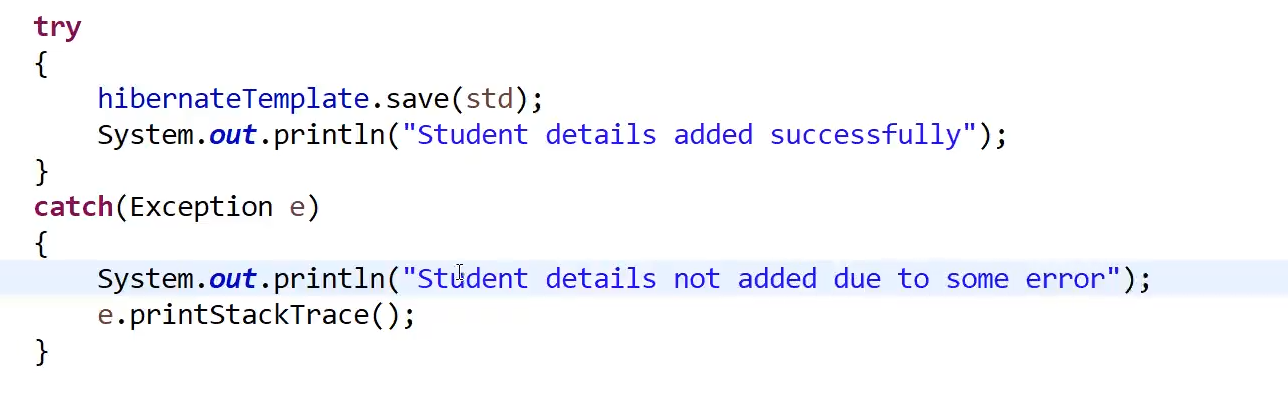 try
{
    hibernateTemplate.save(std);
    System.out.println("Student details added successfully");
}
catch(Exception e)
{
    System.out.println("Student details not added due to some error");
    e.printStackTrace();
}